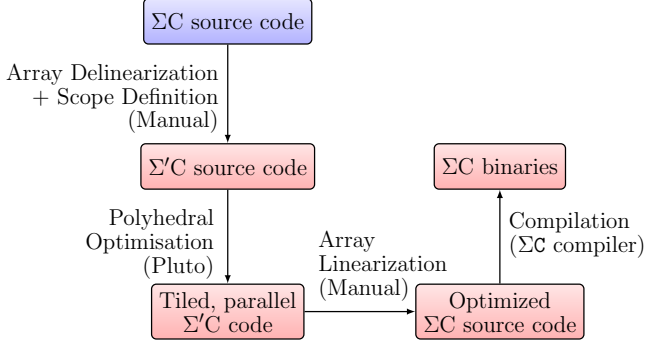 ΣC source code
Array Delinearization
+ Scope Definition
(Manual)
Σ′C source code
Polyhedral
Optimisation
(Pluto)
Tiled, parallel
Σ′C code
Array
Linearization
(Manual)
Optimized
ΣC source code
Compilation
(ΣC compiler)
ΣC binaries